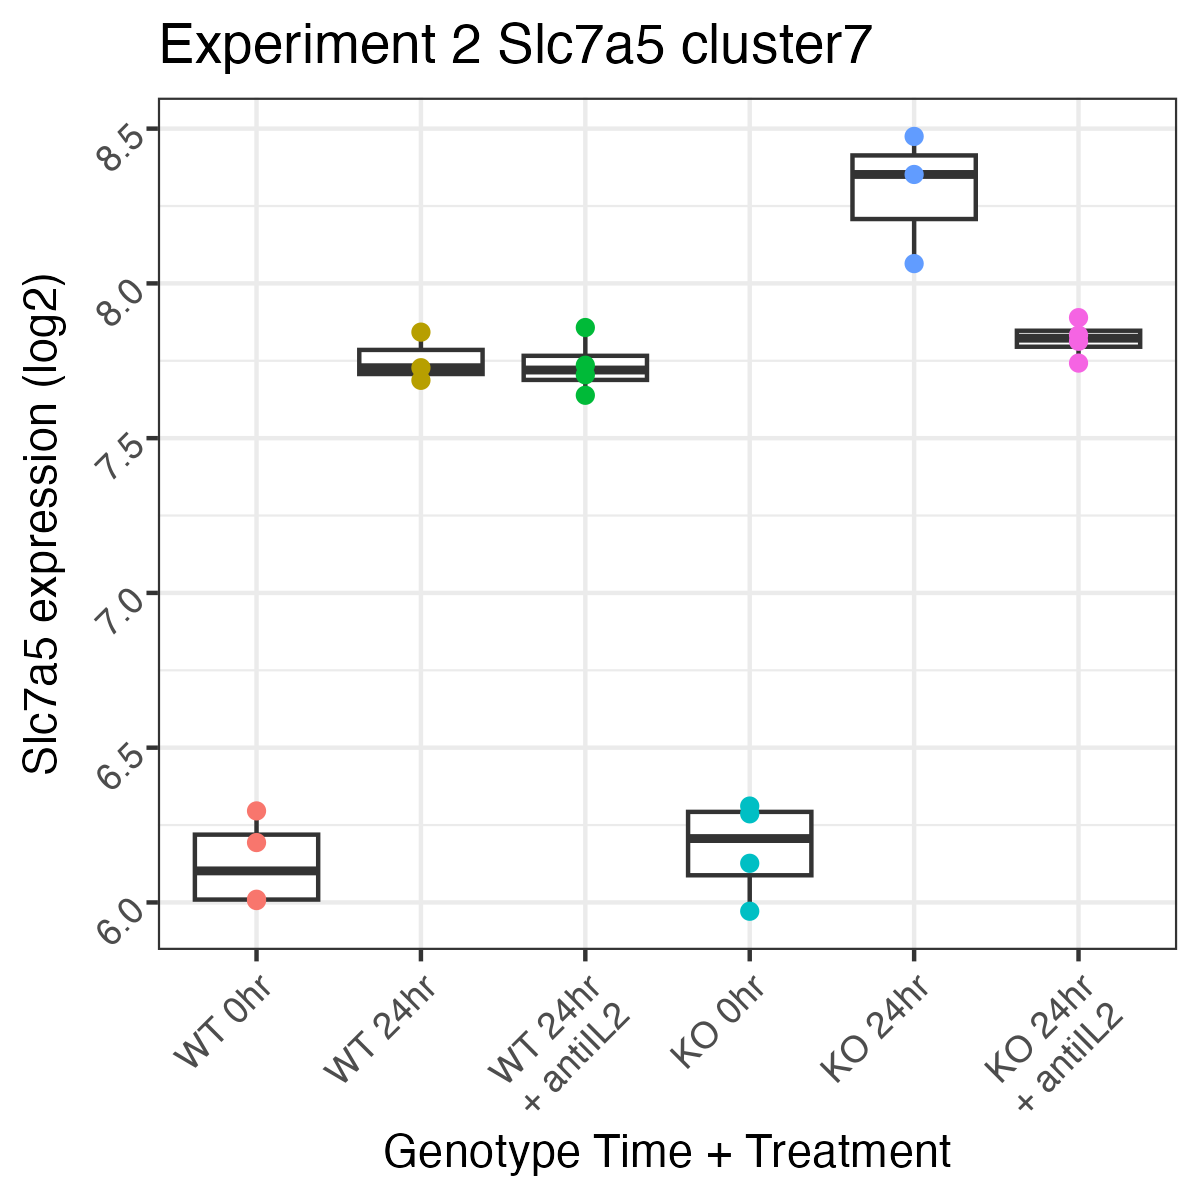 Experiment 2 Slc7a5 cluster7
Slc7a5 expression (log2)
8.5
8.0
7.5
7.0
6.5
6.0
WT 0hr
WT 24hr
WT 24hr
+ antiIL2
KO 0hr
KO 24hr
KO 24hr
+ antiIL2
Genotype Time + Treatment